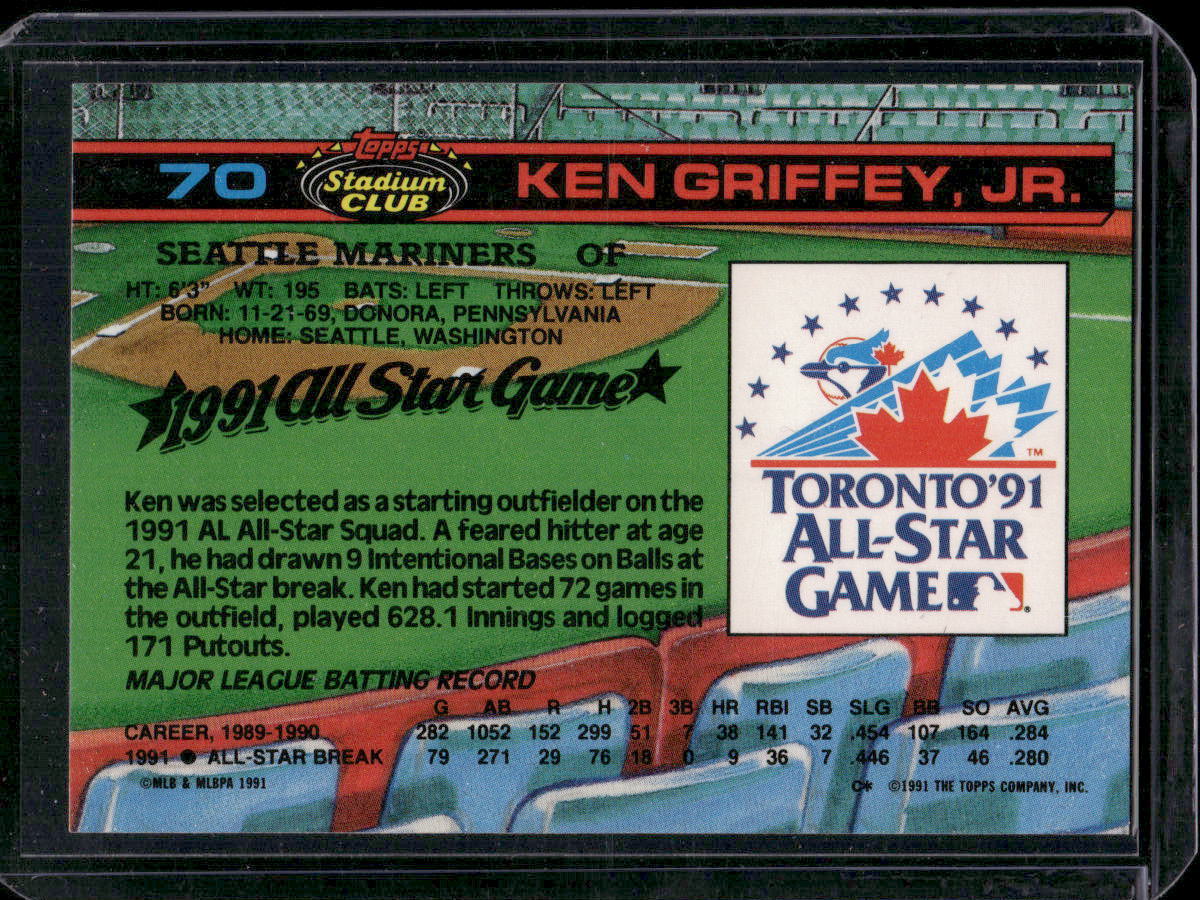 70
Topps
Stadium
CLUB
KEN GRIFFEY, JR.
SEATTLE MARINERS OF
HT: 6'3" WT: 195 BATS: LEFT THROWS: LEFT
BORN: 11-21-69, DONORA, PENNSYLVANIA
HOME: SEATTLE, WASHINGTON
1991 All Star Game
Ken was selected as a starting outfielder on the
1991 AL All-Star Squad. A feared hitter at age
21, he had drawn 9 Intentional Bases on Balls at
the All-Star break. Ken had started 72 games in
the outfield, played 628.1 Innings and logged
171 Putouts.
TM
TORONTO '91
ALL-STAR
GAME ®
MAJOR LEAGUE BATTING RECORD
G AB R H 2B 3B HR RBI SB SLG BB SO AVG
CAREER, 1989-1990 282 1052 152 299 51 7 38 141 32 .454 107 164 .284
1991 ● ALL-STAR BREAK 79 271 29 76 18 0 9 36 7 .446 37 46 .280
©MLB & MLBPA 1991
C* ©1991 THE TOPPS COMPANY, INC.